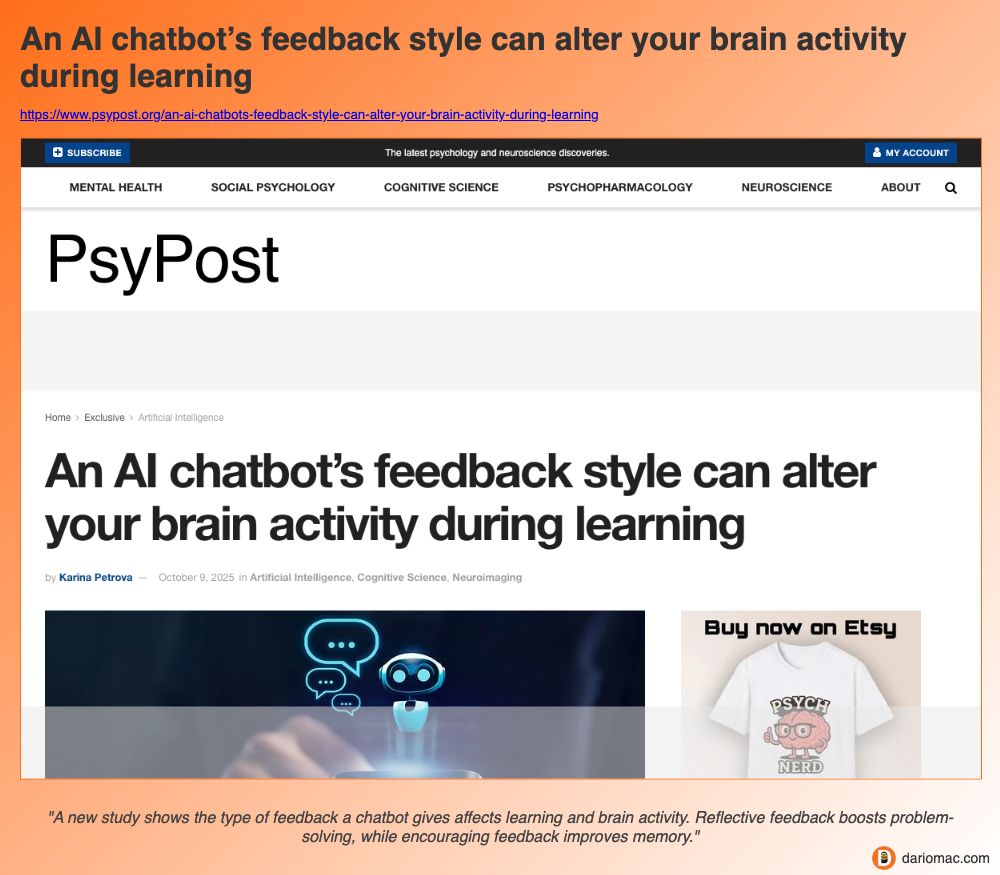 An AI chatbot’s feedback style can alter your brain activity
during learning
https://www.psypost.org/an-ai-chatbots-feedback-style-can-alter-your-brain-activity-during-learning
SUBSCRIBE
The latest psychology and neuroscience discoveries.
MY ACCOUNT
MENTAL HEALTH SOCIAL PSYCHOLOGY COGNITIVE SCIENCE PSYCHOPHARMACOLOGY NEUROSCIENCE ABOUT
PsyPost
Home > Exclusive > Artificial Intelligence
An AI chatbot’s feedback style can alter
your brain activity during learning
by Karina Petrova — October 9, 2025 in Artificial Intelligence, Cognitive Science, Neuroimaging
Buy now on Etsy
PSYCH
NERD
"A new study shows the type of feedback a chatbot gives affects learning and brain activity. Reflective feedback boosts problem-
solving, while encouraging feedback improves memory."
dariomac.com